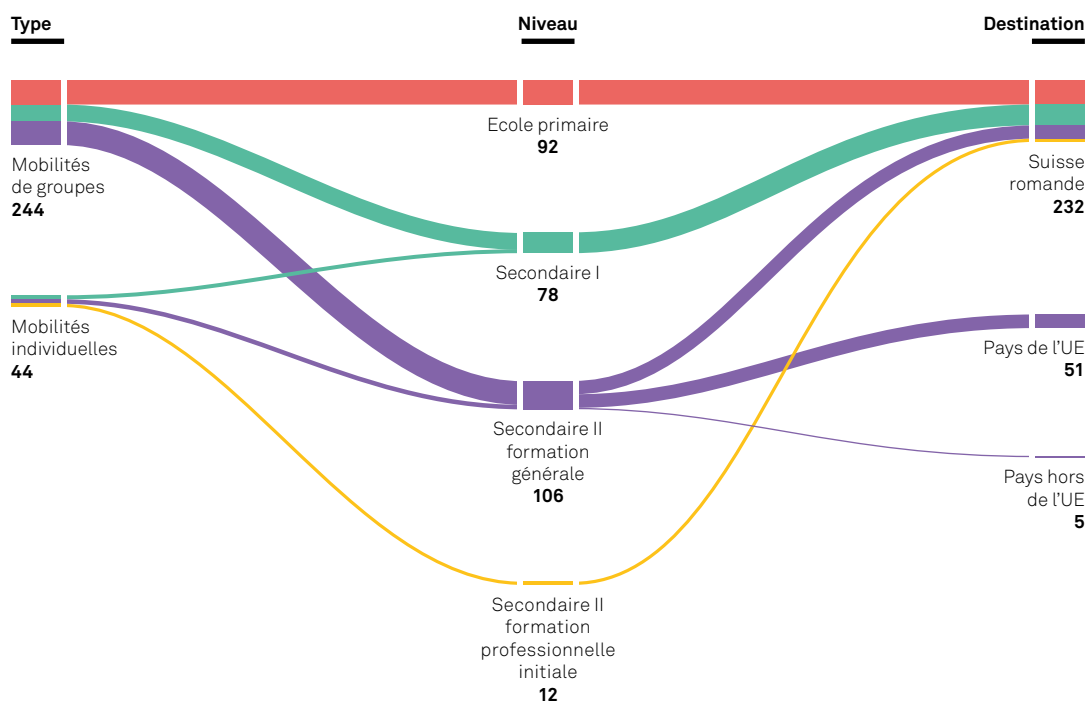 Type
Niveau
Destination
Mobilités
de groupes
244
Mobilités
individuelles
44
Ecole primaire
92
Secondaire I
78
Secondaire II
formation
générale
106
Secondaire II
formation
professionnelle
initiale
12
Suisse
romande
232
Pays de l’UE
51
Pays hors
de l’UE
5